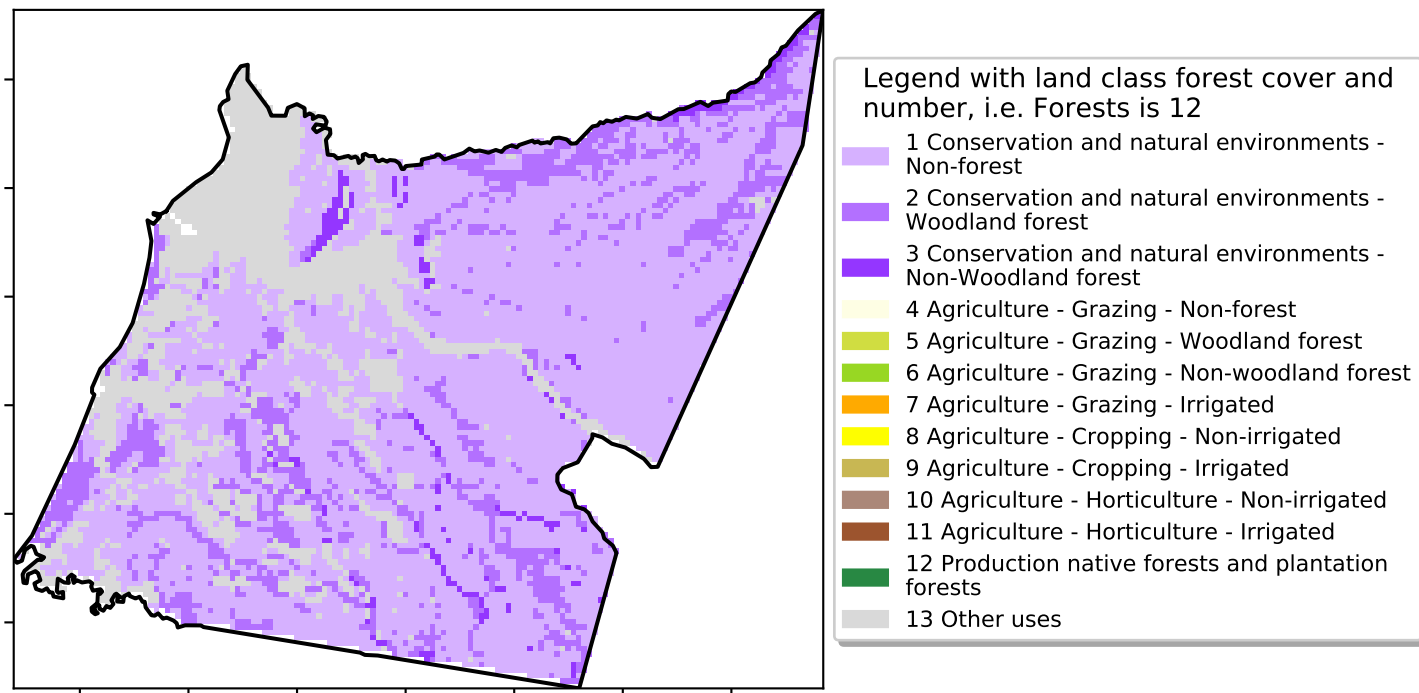 Legend with land class forest cover and
number, i.e. Forests is 12
1 Conservation and natural environments -
Non-forest
2 Conservation and natural environments -
Woodland forest
3 Conservation and natural environments -
Non-Woodland forest
4 Agriculture - Grazing - Non-forest
5 Agriculture - Grazing - Woodland forest
6 Agriculture - Grazing - Non-woodland forest
7 Agriculture - Grazing - Irrigated
8 Agriculture - Cropping - Non-irrigated
9 Agriculture - Cropping - Irrigated
10 Agriculture - Horticulture - Non-irrigated
11 Agriculture - Horticulture - Irrigated
12 Production native forests and plantation
forests
13 Other uses